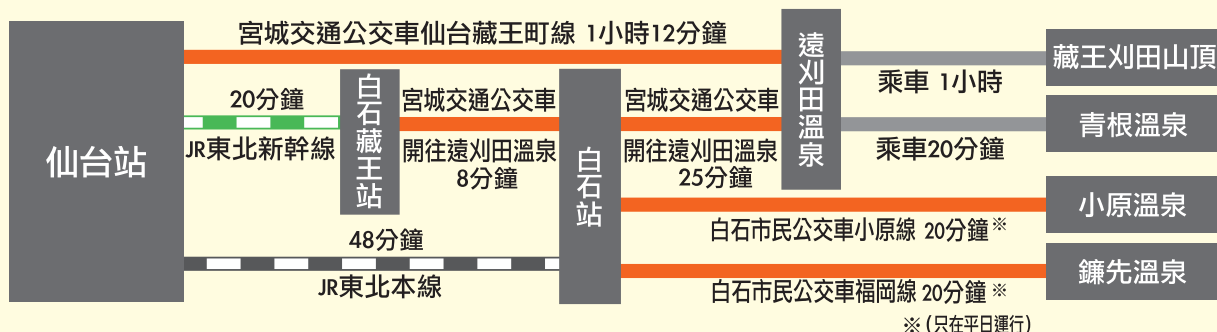 宮城交通公交車仙台藏王町線 1小時12分鐘
仙台站
20分鐘
JR東北新幹線
白石藏王站
宮城交通公交車
開往遠刈田溫泉
8分鐘
白石站
宮城交通公交車
開往遠刈田溫泉
25分鐘
遠刈田溫泉
乘車 1小時
藏王刈田山頂
乘車20分鐘
青根溫泉
48分鐘
JR東北本線
白石市民公交車小原線 20分鐘※
小原溫泉
白石市民公交車福岡線 20分鐘※
鎌先溫泉
※ (只在平日運行)